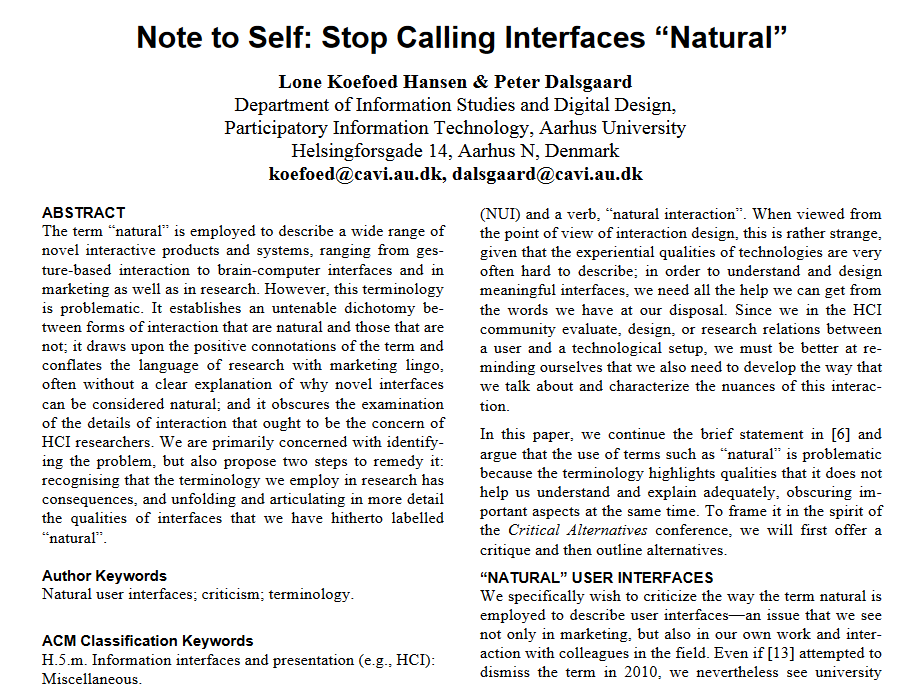 Note to Self: Stop Calling Interfaces “Natural”
Lone Koefoed Hansen & Peter Dalsgaard
Department of Information Studies and Digital Design,
Participatory Information Technology, Aarhus University
Helsingforsgade 14, Aarhus N, Denmark
koefoed@cavi.au.dk, dalsgaard@cavi.au.dk
ABSTRACT
The term “natural” is employed to describe a wide range of
novel interactive products and systems, ranging from ges-
ture-based interaction to brain-computer interfaces and in
marketing as well as in research. However, this terminology
is problematic. It establishes an untenable dichotomy be-
tween forms of interaction that are natural and those that are
not; it draws upon the positive connotations of the term and
conflates the language of research with marketing lingo,
often without a clear explanation of why novel interfaces
can be considered natural; and it obscures the examination
of the details of interaction that ought to be the concern of
HCI researchers. We are primarily concerned with identify-
ing the problem, but also propose two steps to remedy it:
recognising that the terminology we employ in research has
consequences, and unfolding and articulating in more detail
the qualities of interfaces that we have hitherto labelled
“natural”.
Author Keywords
Natural user interfaces; criticism; terminology.
ACM Classification Keywords
H.5.m. Information interfaces and presentation (e.g., HCI):
Miscellaneous.
(NUI) and a verb, “natural interaction”. When viewed from
the point of view of interaction design, this is rather strange,
given that the experiential qualities of technologies are very
often hard to describe; in order to understand and design
meaningful interfaces, we need all the help we can get from
the words we have at our disposal. Since we in the HCI
community evaluate, design, or research relations between
a user and a technological setup, we must be better at re-
minding ourselves that we also need to develop the way that
we talk about and characterize the nuances of this interac-
tion.
In this paper, we continue the brief statement in [6] and
argue that the use of terms such as “natural” is problematic
because the terminology highlights qualities that it does not
help us understand and explain adequately, obscuring im-
portant aspects at the same time. To frame it in the spirit of
the Critical Alternatives conference, we will first offer a
critique and then outline alternatives.
“NATURAL” USER INTERFACES
We specifically wish to criticize the way the term natural is
employed to describe user interfaces—an issue that we see
not only in marketing, but also in our own work and inter-
action with colleagues in the field. Even if [13] attempted to
dismiss the term in 2010, we nevertheless see university